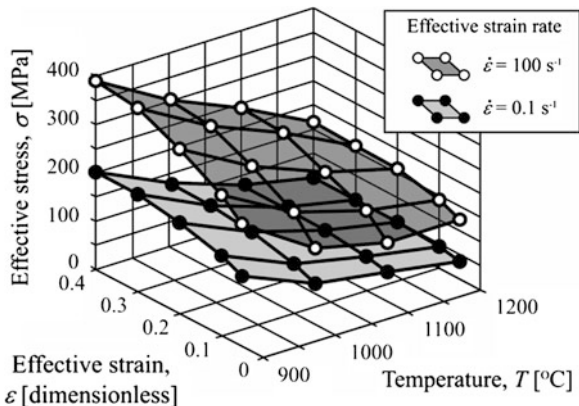 Effective strain rate
ε̇ = 100 s⁻¹
ε̇ = 0.1 s⁻¹
Effective stress, σ [MPa]
400
300
200
100
0
0.4
0.3
0.2
0.1
0
900
1000
1100
1200
Effective strain,
ε [dimensionless]
Temperature, T [ºC]